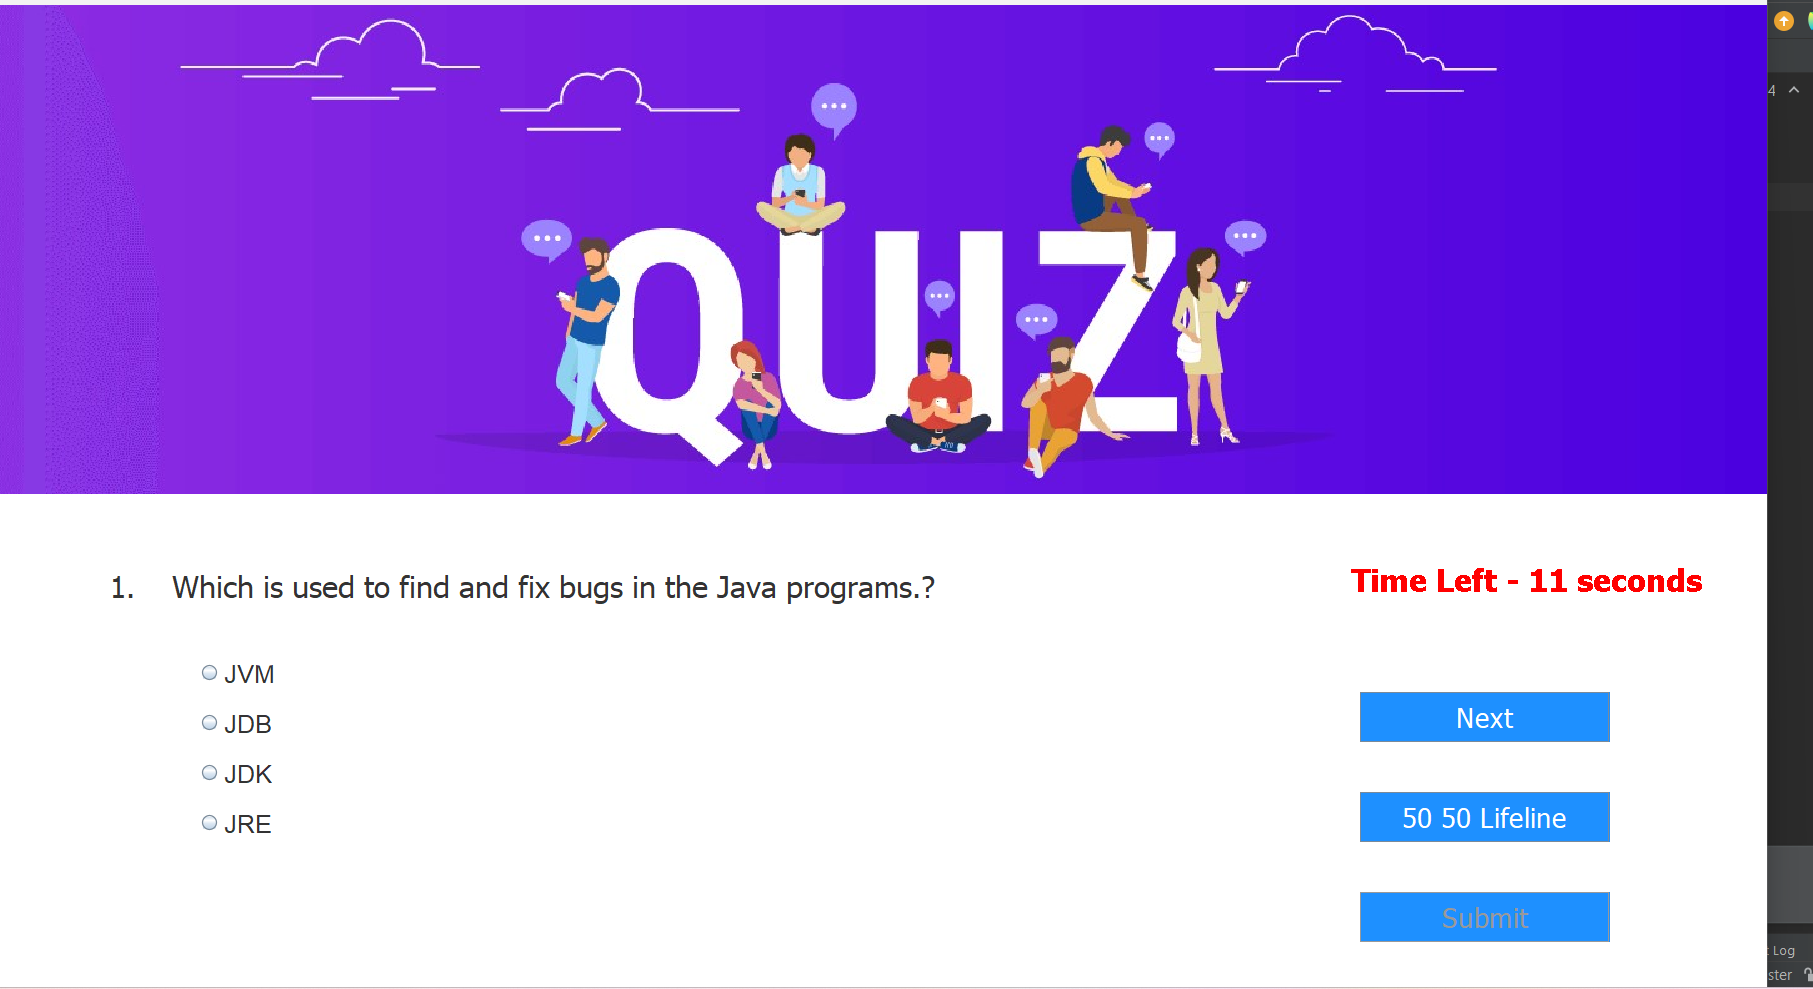 QUIZ
1. Which is used to find and fix bugs in the Java programs.?
Time Left - 11 seconds
JVM
JDB
JDK
JRE
Next
50 50 Lifeline
Submit
4
Log
ster